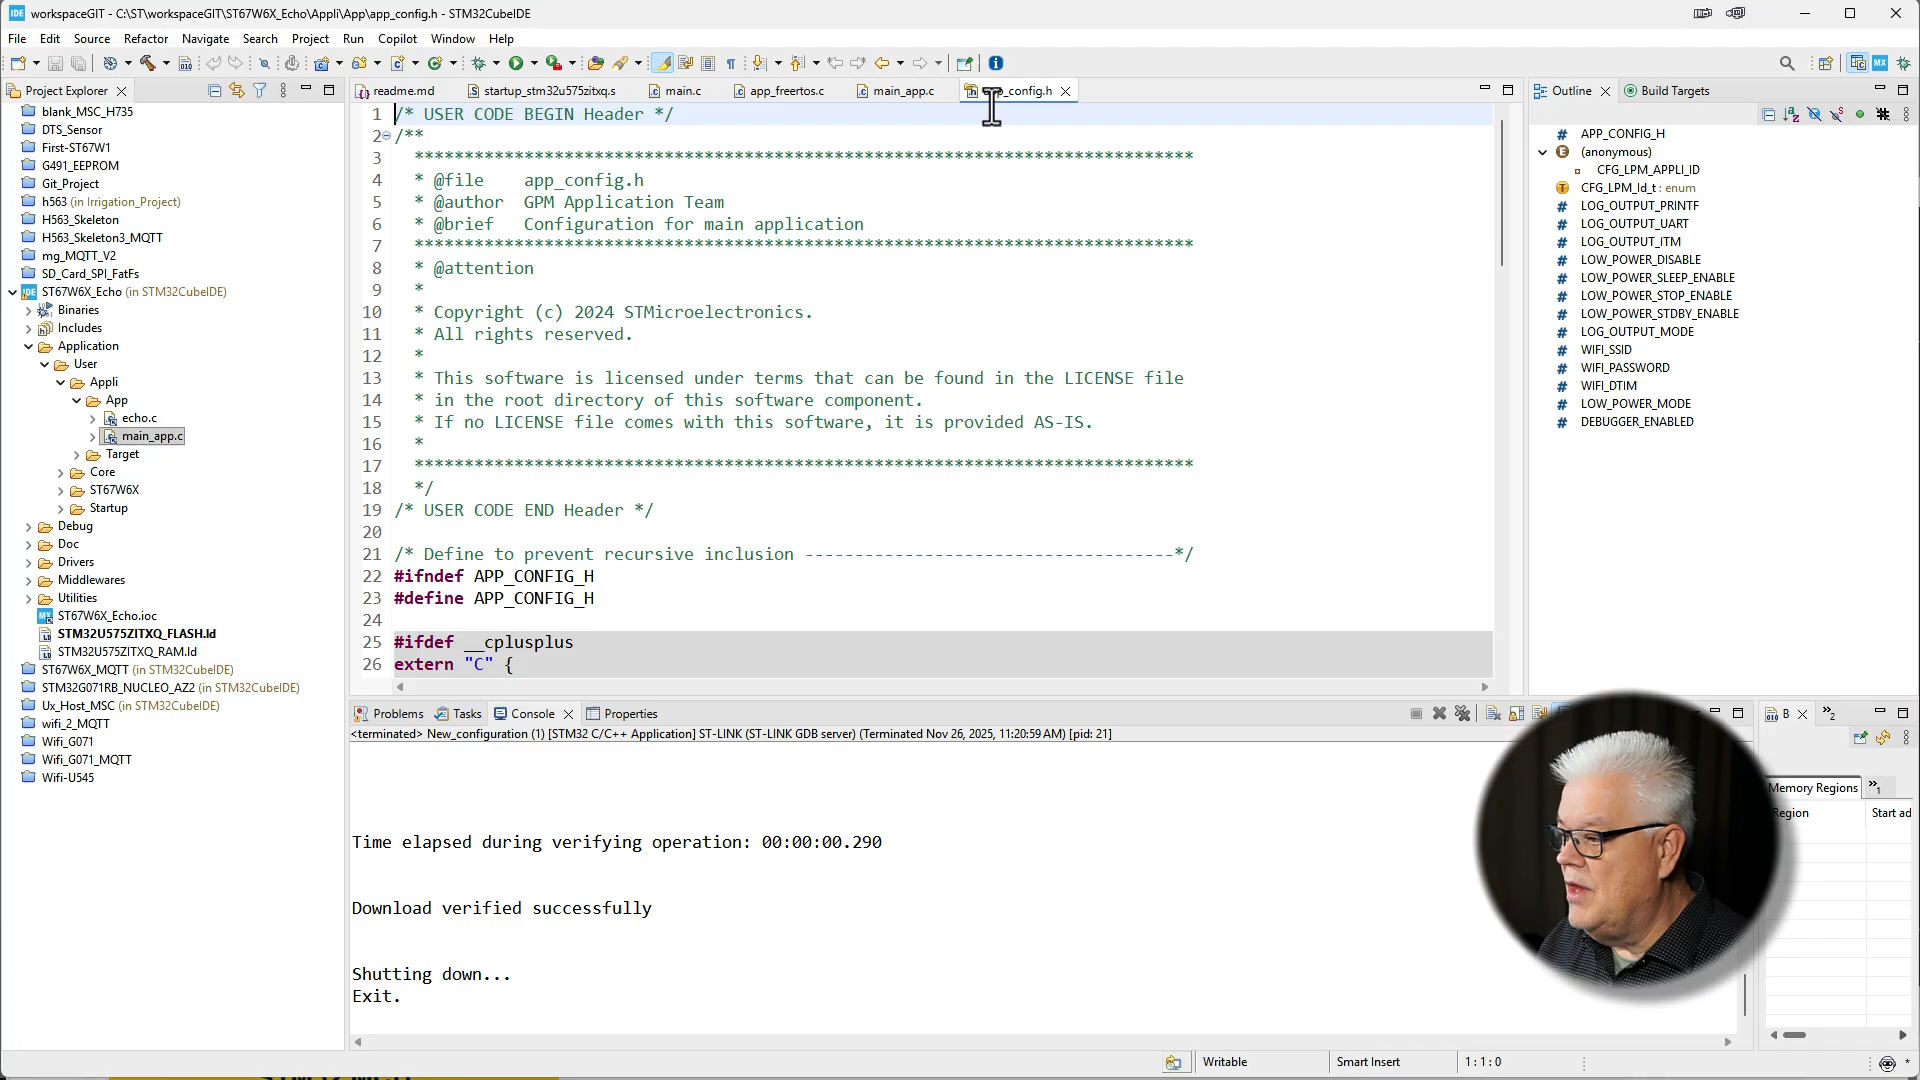 workspaceGIT - C:\ST\workspaceGIT\ST67W6X_Echo\Appli\App\app_config.h - STM32CubeIDE
File Edit Source Refactor Navigate Search Project Run Copilot Window Help
Project Explorer
blank_MSC_H735
DTS_Sensor
First-ST67W1
G491_EEPROM
Git_Project
h563 (in Irrigation_Project)
H563_Skeleton
H563_Skeleton3_MQTT
mg_MQTT_V2
SD_Card_SPI_FatFs
ST67W6X_Echo (in STM32CubeIDE)
Binaries
Includes
Application
User
Appli
App
echo.c
main_app.c
Target
Core
ST67W6X
Startup
Debug
Doc
Drivers
Middlewares
Utilities
ST67W6X_Echo.ioc
STM32U575ZITXQ_FLASH.ld
STM32U575ZITXQ_RAM.ld
ST67W6X_MQTT (in STM32CubeIDE)
STM32G071RB_NUCLEO_AZ2 (in STM32CubeIDE)
Ux_Host_MSC (in STM32CubeIDE)
wifi_2_MQTT
Wifi_G071
Wifi_G071_MQTT
Wifi-U545
readme.md startup_stm32u575zitxq.s main.c app_freertos.c main_app.c p_config.h
1 /* USER CODE BEGIN Header */
2 /**
3 ******************************************************************************
4 * @file app_config.h
5 * @author GPM Application Team
6 * @brief Configuration for main application
7 ******************************************************************************
8 * @attention
9 *
10 * Copyright (c) 2024 STMicroelectronics.
11 * All rights reserved.
12 *
13 * This software is licensed under terms that can be found in the LICENSE file
14 * in the root directory of this software component.
15 * If no LICENSE file comes with this software, it is provided AS-IS.
16 *
17 ******************************************************************************
18 */
19 /* USER CODE END Header */
20
21 /* Define to prevent recursive inclusion -------------------------------------*/
22 #ifndef APP_CONFIG_H
23 #define APP_CONFIG_H
24
25 #ifdef __cplusplus
26 extern "C" {
Outline Build Targets
APP_CONFIG_H
(anonymous)
CFG_LPM_APPLI_ID
CFG_LPM_Id_t : enum
LOG_OUTPUT_PRINTF
LOG_OUTPUT_UART
LOG_OUTPUT_ITM
LOW_POWER_DISABLE
LOW_POWER_SLEEP_ENABLE
LOW_POWER_STOP_ENABLE
LOW_POWER_STDBY_ENABLE
LOG_OUTPUT_MODE
WIFI_SSID
WIFI_PASSWORD
WIFI_DTIM
LOW_POWER_MODE
DEBUGGER_ENABLED
Problems Tasks Console Properties
<terminated> New_configuration (1) [STM32 C/C++ Application] ST-LINK (ST-LINK GDB server) (Terminated Nov 26, 2025, 11:20:59 AM) [pid: 21]
Time elapsed during verifying operation: 00:00:00.290
Download verified successfully
Shutting down...
Exit.
B
2
Memory Regions
1
Region Start ad
Writable Smart Insert 1 : 1 : 0